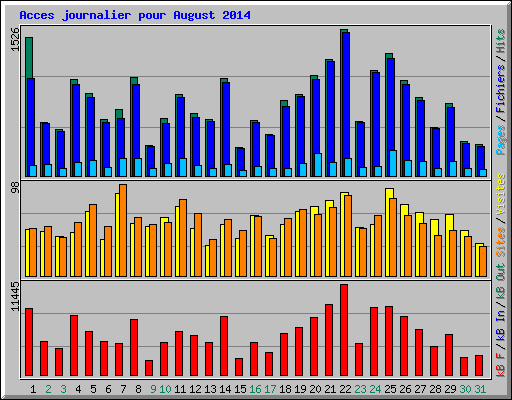 Acces journalier pour August 2014
1526
Pages / Fichiers / Hits
98
Sites / Visites
11445
kB F / kB In / kB Out
1 2 3 4 5 6 7 8 9 10 11 12 13 14 15 16 17 18 19 20 21 22 23 24 25 26 27 28 29 30 31